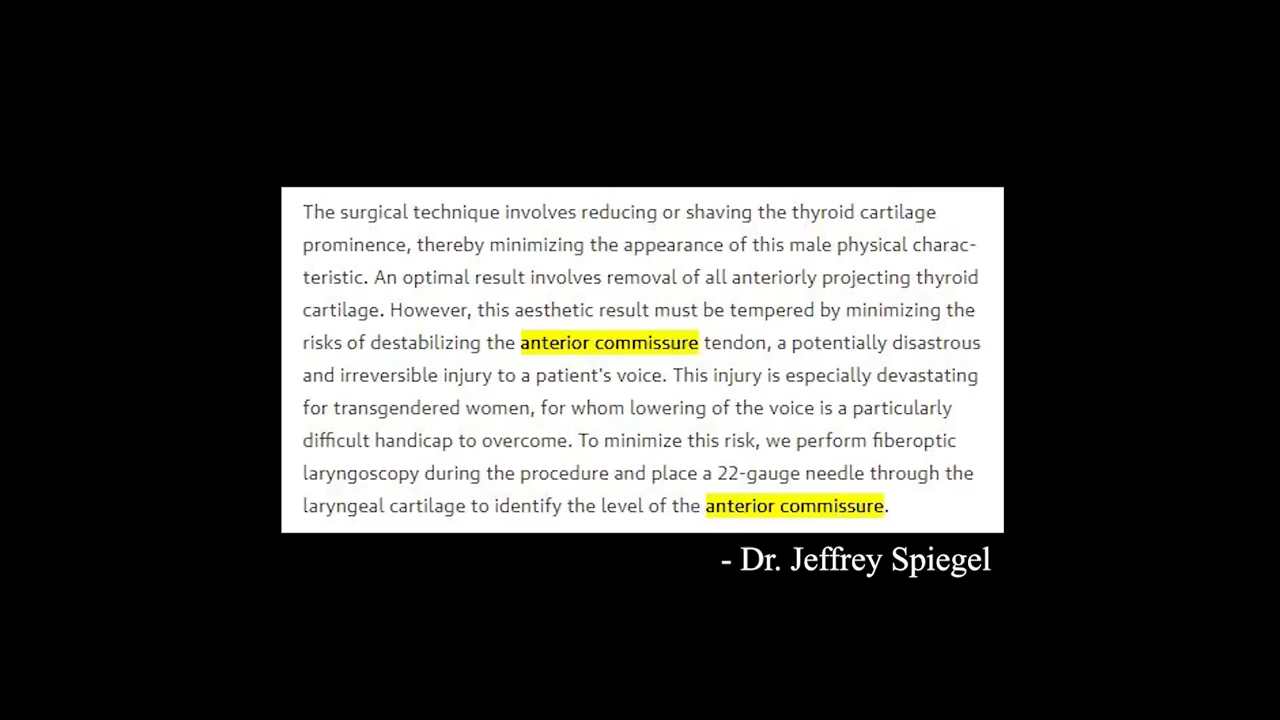 The surgical technique involves reducing or shaving the thyroid cartilage
prominence, thereby minimizing the appearance of this male physical charac-
teristic. An optimal result involves removal of all anteriorly projecting thyroid
cartilage. However, this aesthetic result must be tempered by minimizing the
risks of destabilizing the anterior commissure tendon, a potentially disastrous
and irreversible injury to a patient's voice. This injury is especially devastating
for transgendered women, for whom lowering of the voice is a particularly
difficult handicap to overcome. To minimize this risk, we perform fiberoptic
laryngoscopy during the procedure and place a 22-gauge needle through the
laryngeal cartilage to identify the level of the anterior commissure.
- Dr. Jeffrey Spiegel